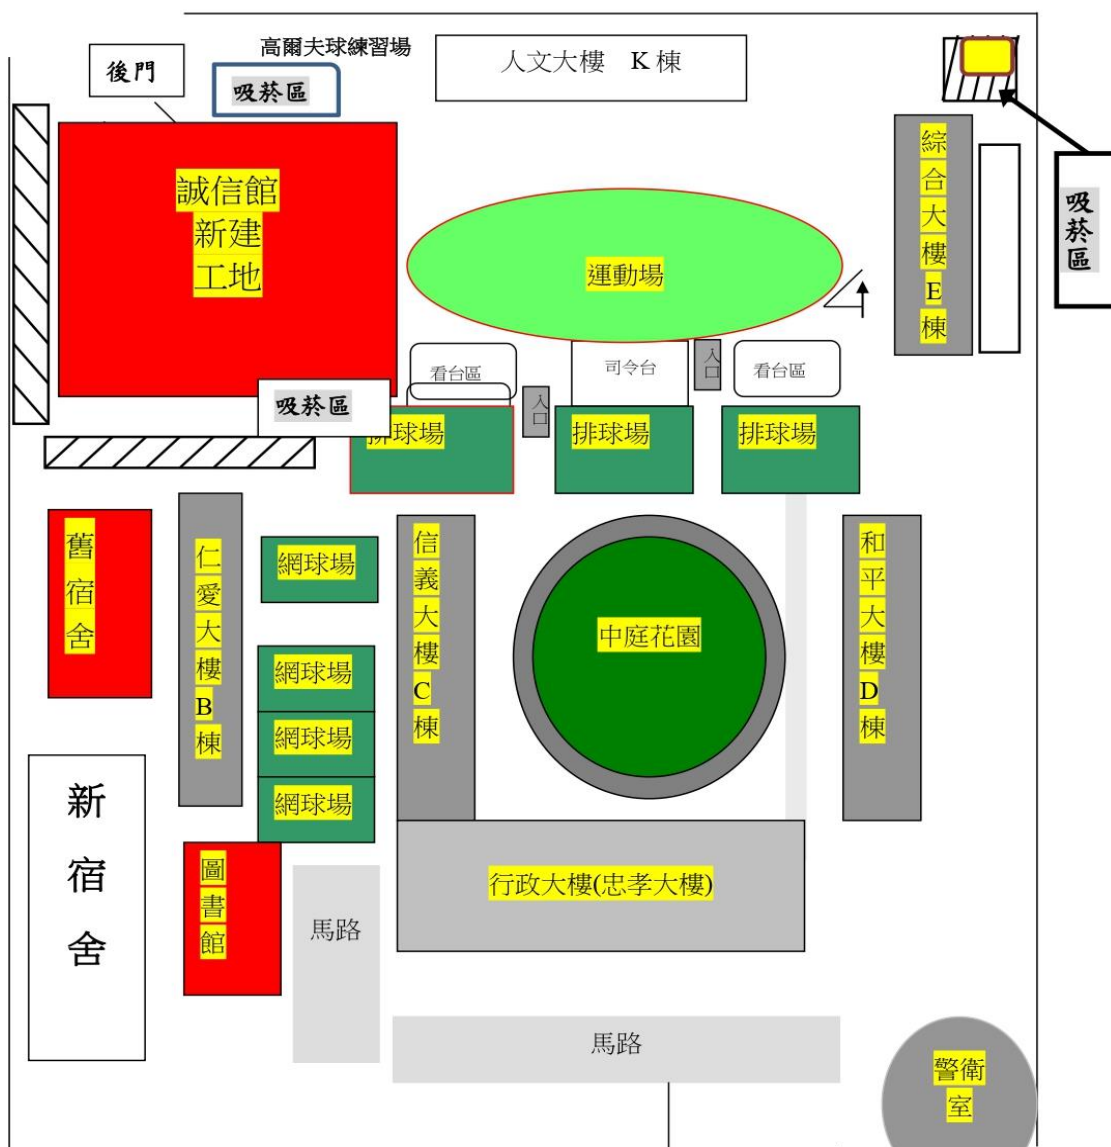 高爾夫球練習場
人文大樓 K 棟
後門
吸菸區
誠信館
新建
工地
綜合大樓E棟
吸菸區
運動場
看台區
司令台
入口
看台區
吸菸區
入口
排球場
排球場
排球場
舊宿舍
仁愛大樓B棟
網球場
信義大樓C棟
中庭花園
和平大樓D棟
網球場
網球場
網球場
新宿舍
圖書館
行政大樓(忠孝大樓)
馬路
馬路
警衛
室